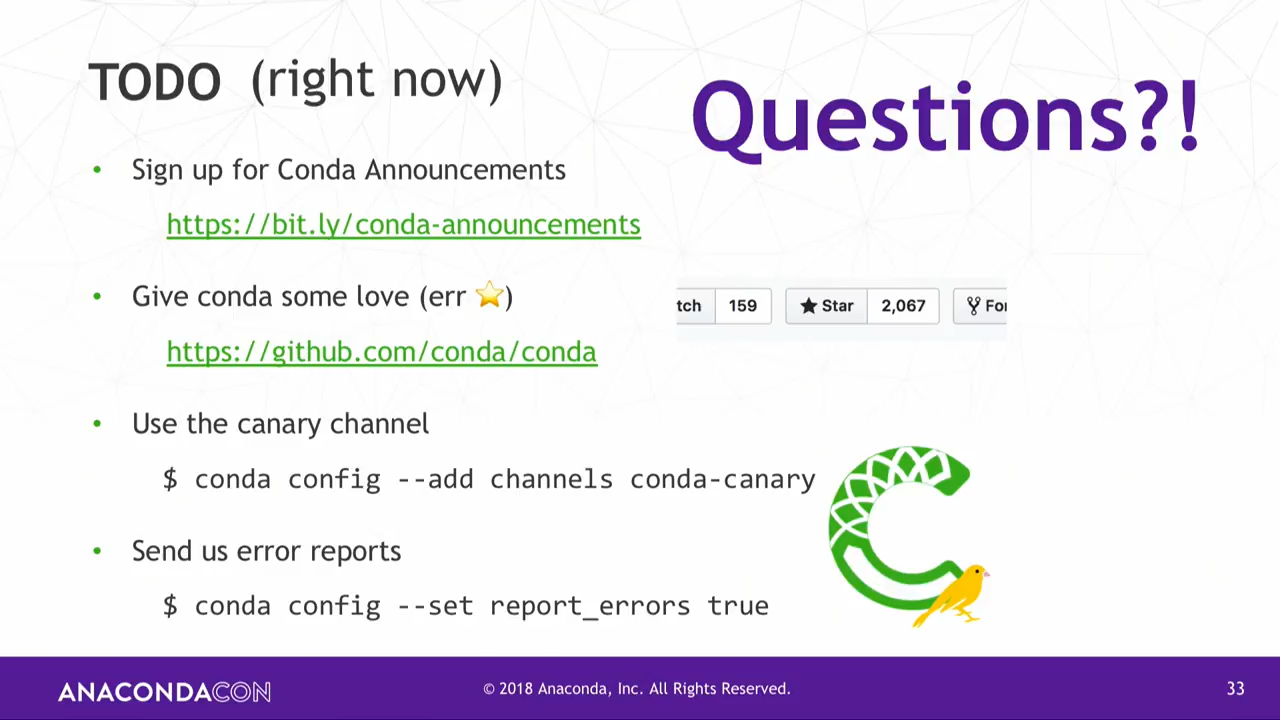 TODO (right now)
Questions?!
• Sign up for Conda Announcements
https://bit.ly/conda-announcements
• Give conda some love (err ⭐)
tch 159 ★ Star 2,067 For
https://github.com/conda/conda
• Use the canary channel
$ conda config --add channels conda-canary
• Send us error reports
$ conda config --set report_errors true
ANACONDACON
© 2018 Anaconda, Inc. All Rights Reserved.
33